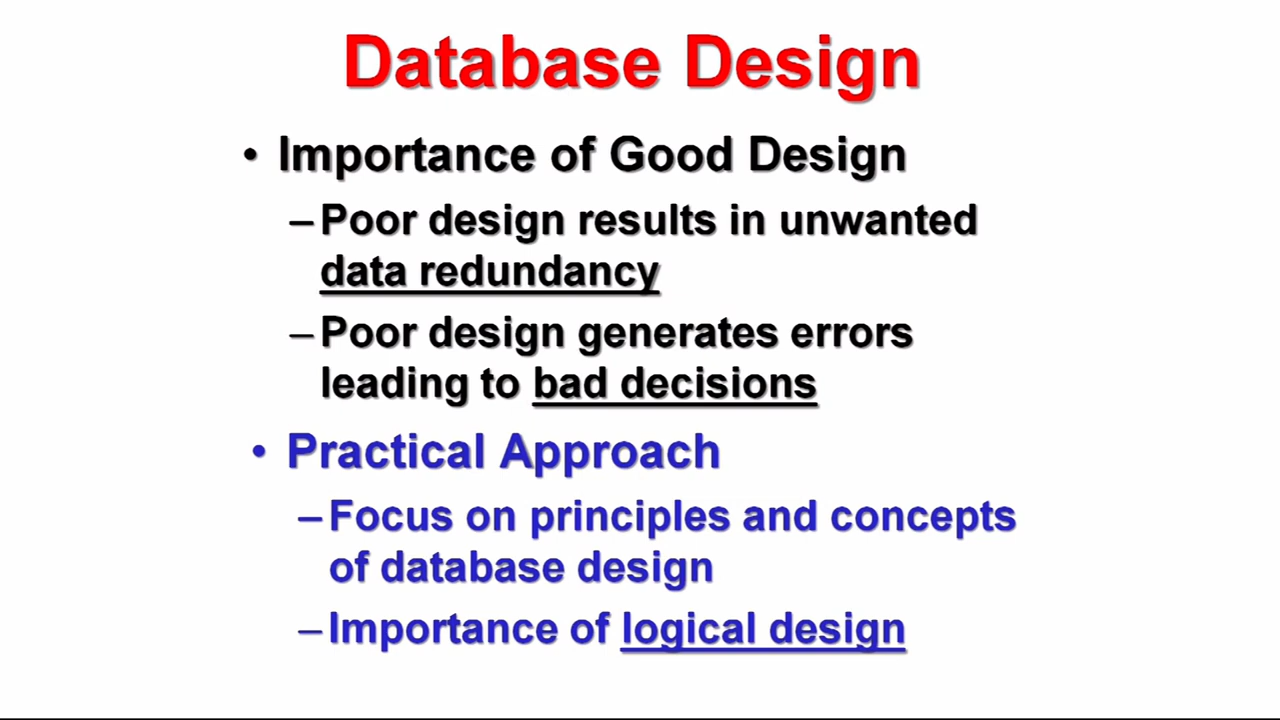 Database Design
• Importance of Good Design
–Poor design results in unwanted
data redundancy
–Poor design generates errors
leading to bad decisions
• Practical Approach
–Focus on principles and concepts
of database design
–Importance of logical design